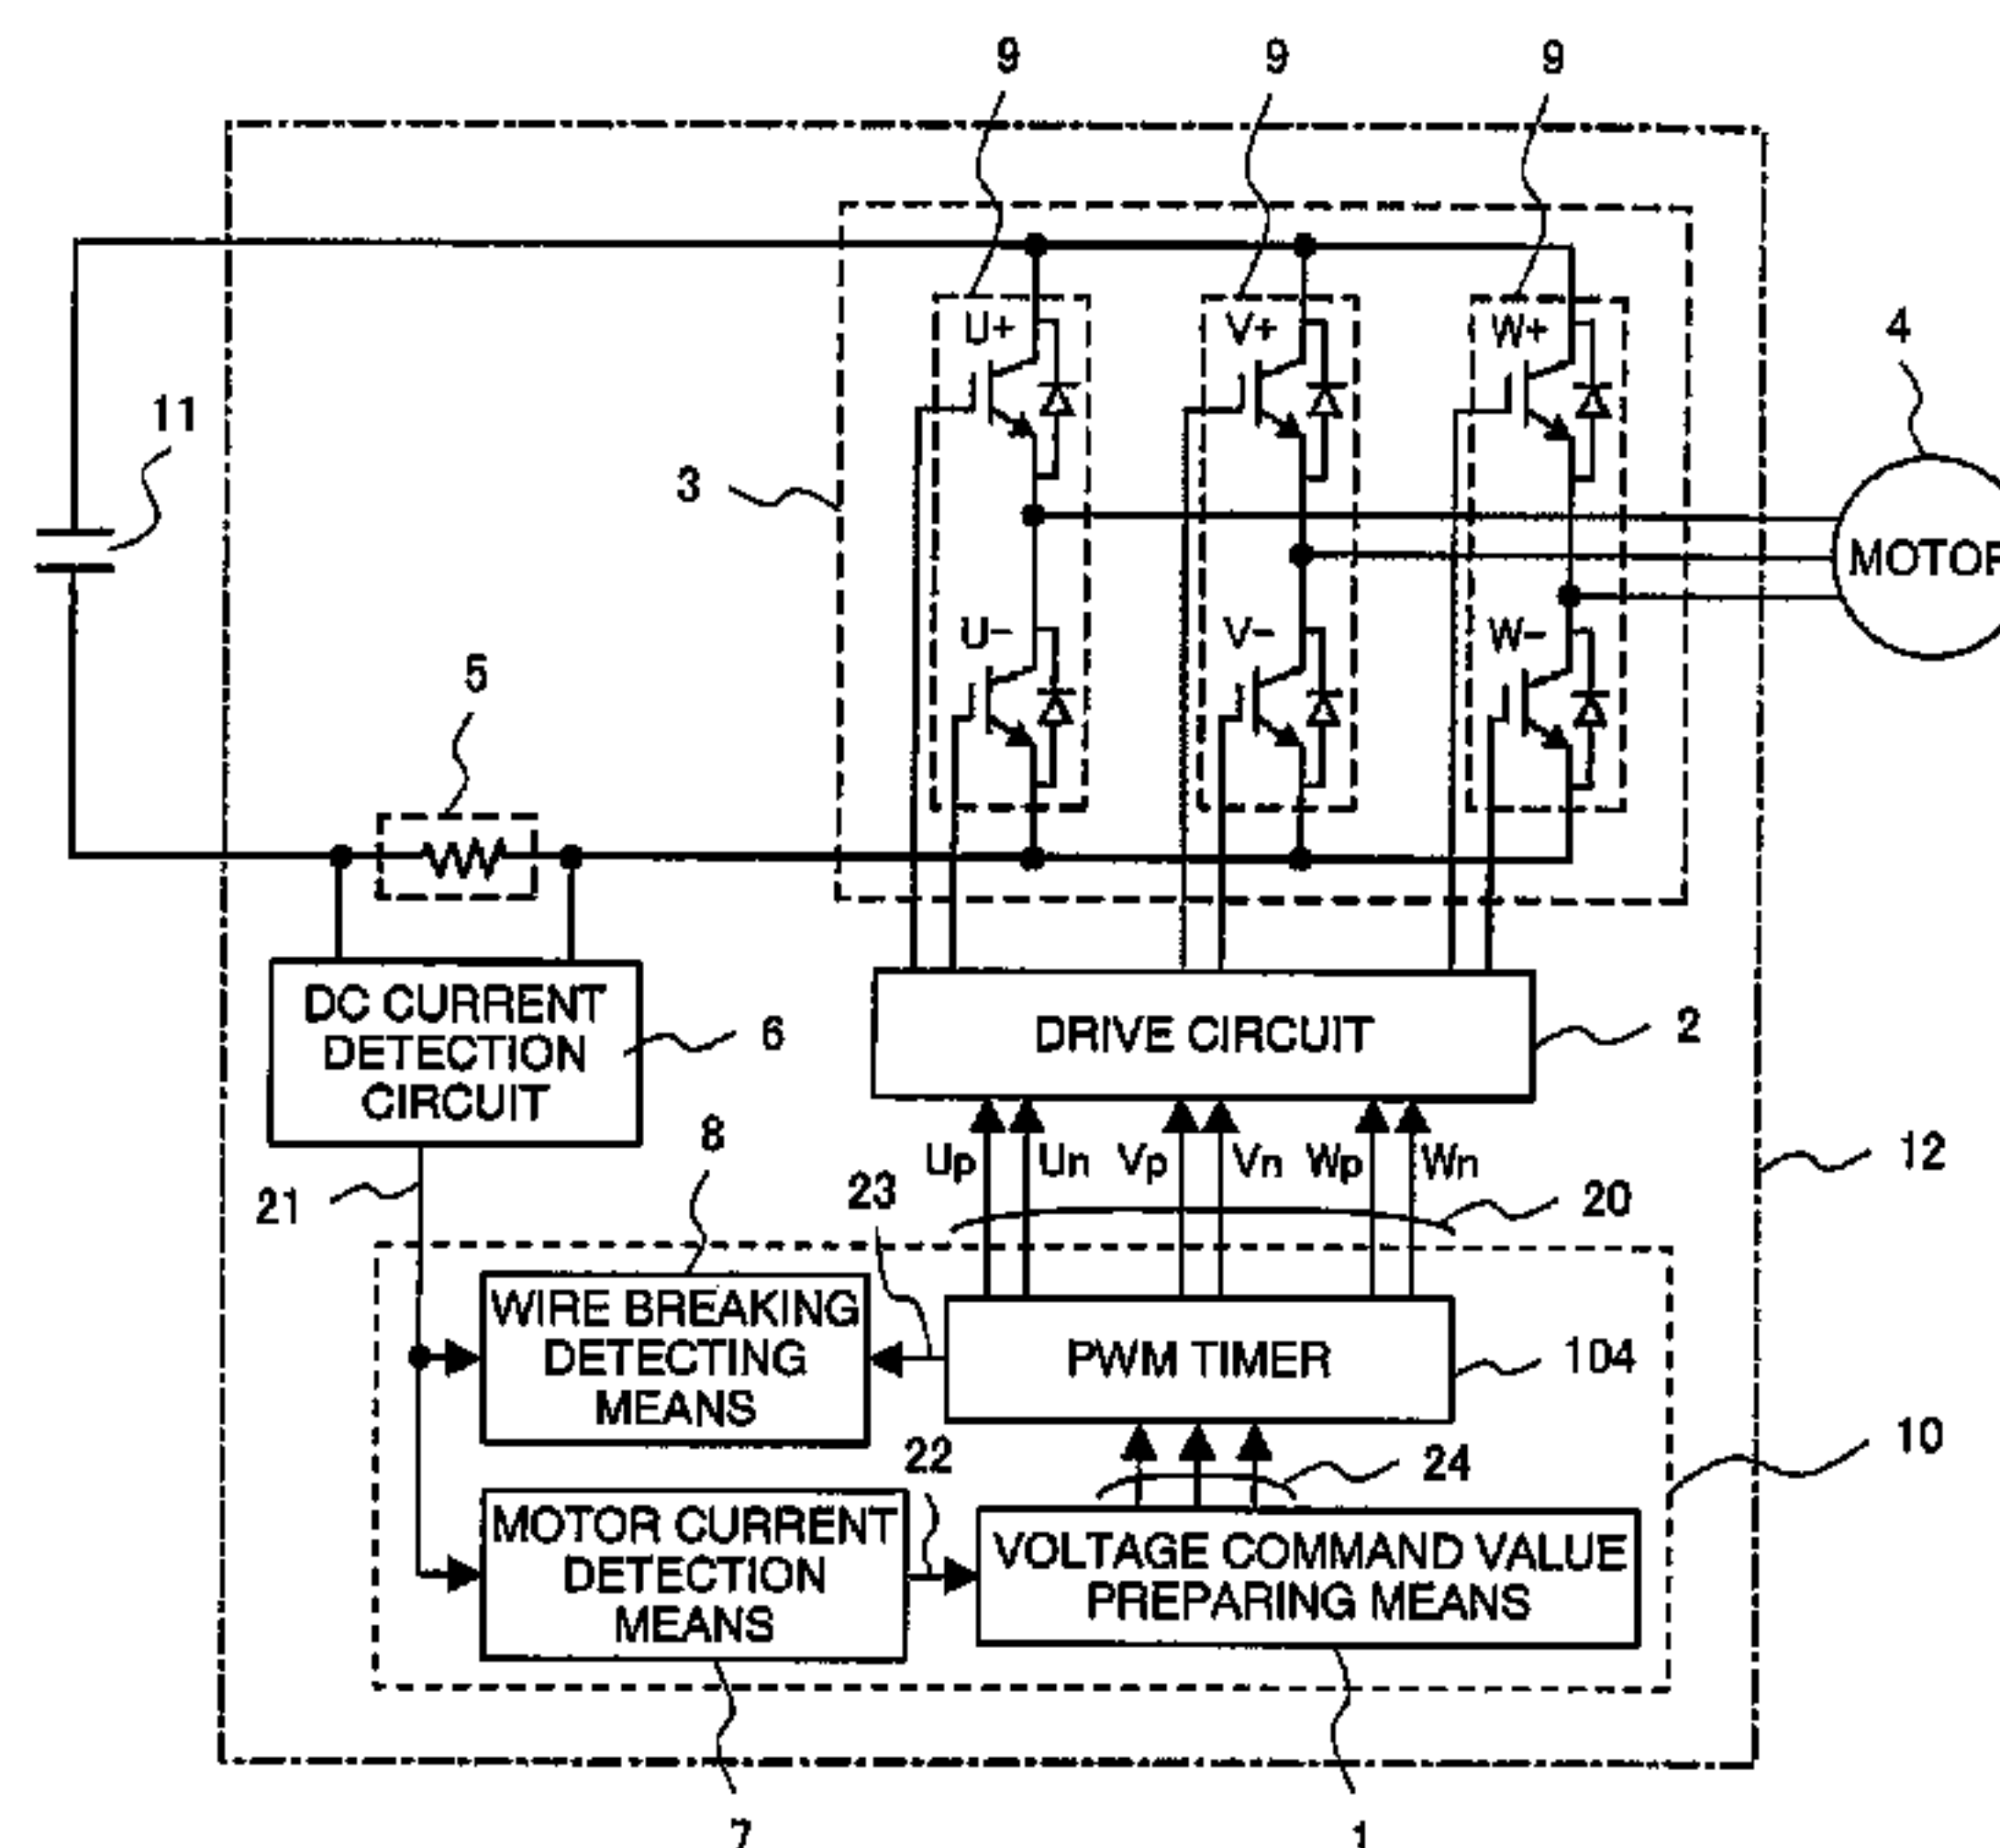 9 9 9
U+ V+ W+
4
11
3
MOTOR
U− V− W−
5
DC CURRENT
DETECTION
CIRCUIT
6
DRIVE CIRCUIT
2
8
Up Un Vp Vn Wp Wn
12
21
23
20
WIRE BREAKING
DETECTING
MEANS
PWM TIMER
104
22
24
10
MOTOR CURRENT
DETECTION
MEANS
VOLTAGE COMMAND VALUE
PREPARING MEANS
7
1